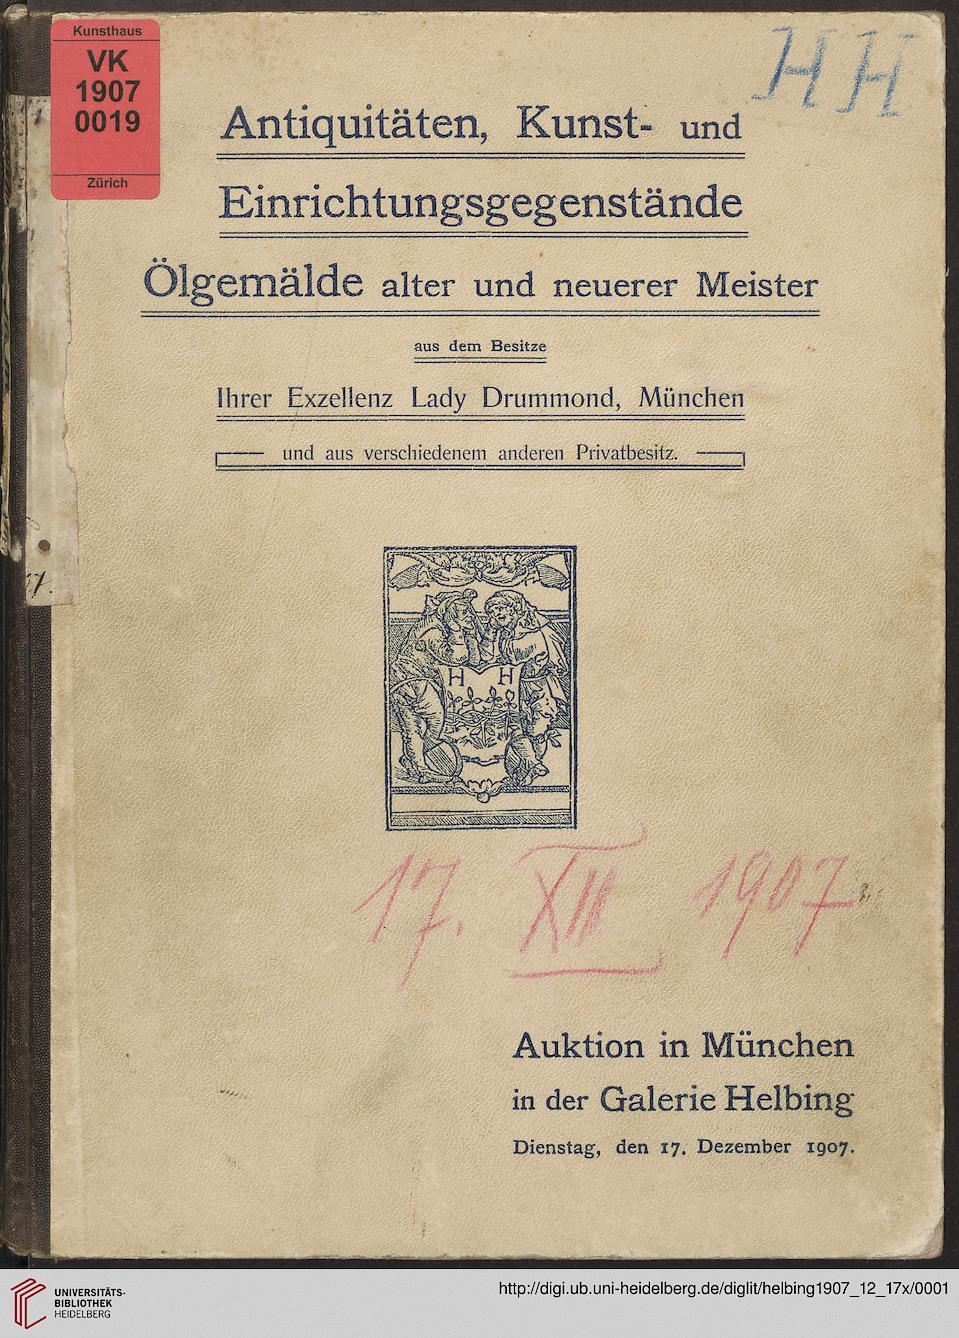 Kunsthaus
VK
1907
0019
Zürich
H H
Antiquitäten, Kunst- und
Einrichtungsgegenstände
Ölgemälde alter und neuerer Meister
aus dem Besitze
Ihrer Exzellenz Lady Drummond, München
und aus verschiedenem anderen Privatbesitz.
H H
17. XII 1907
Auktion in München
in der Galerie Helbing
Dienstag, den 17. Dezember 1907.
UNIVERSITÄTS-
BIBLIOTHEK
HEIDELBERG
http://digi.ub.uni-heidelberg.de/diglit/helbing1907_12_17x/0001